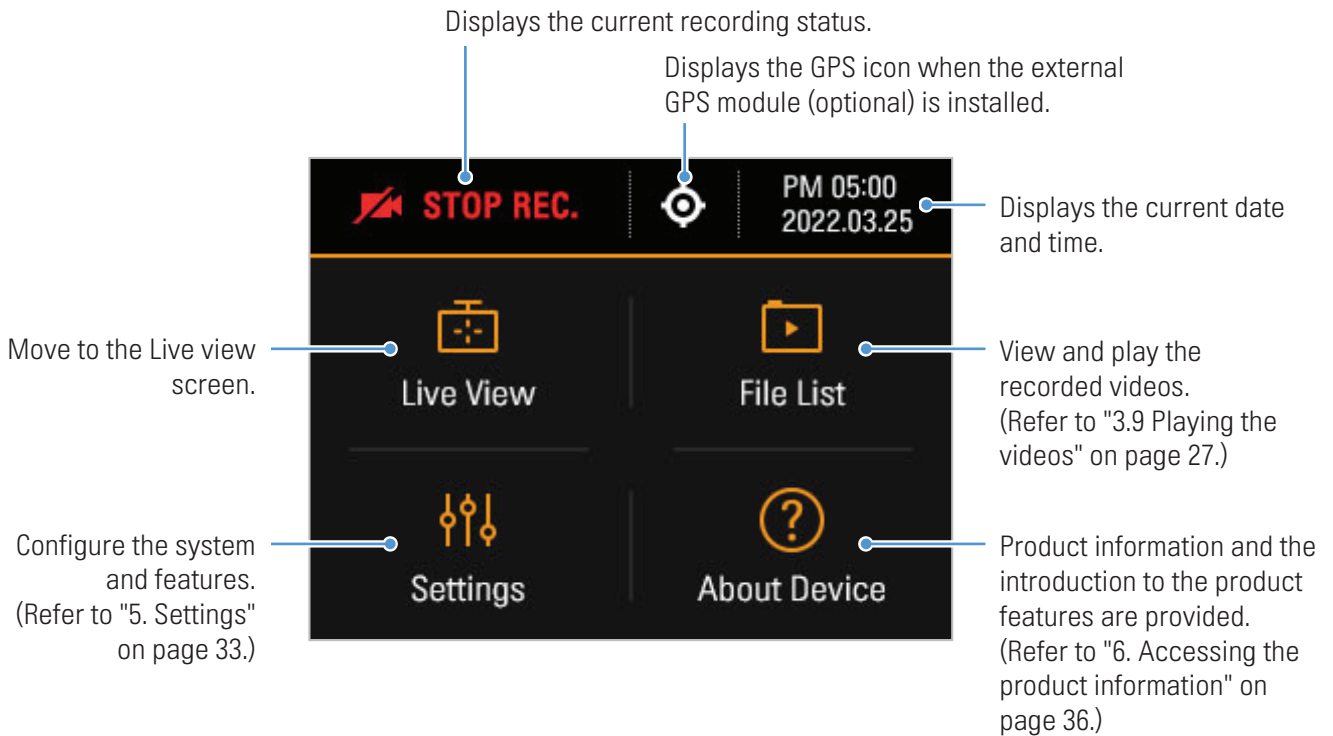 Displays the current recording status.
Displays the GPS icon when the external
GPS module (optional) is installed.
STOP REC.
PM 05:00
2022.03.25
Displays the current date
and time.
Move to the Live view
screen.
Live View
File List
View and play the
recorded videos.
(Refer to "3.9 Playing the
videos" on page 27.)
Configure the system
and features.
(Refer to "5. Settings"
on page 33.)
Settings
About Device
Product information and the
introduction to the product
features are provided.
(Refer to "6. Accessing the
product information" on
page 36.)